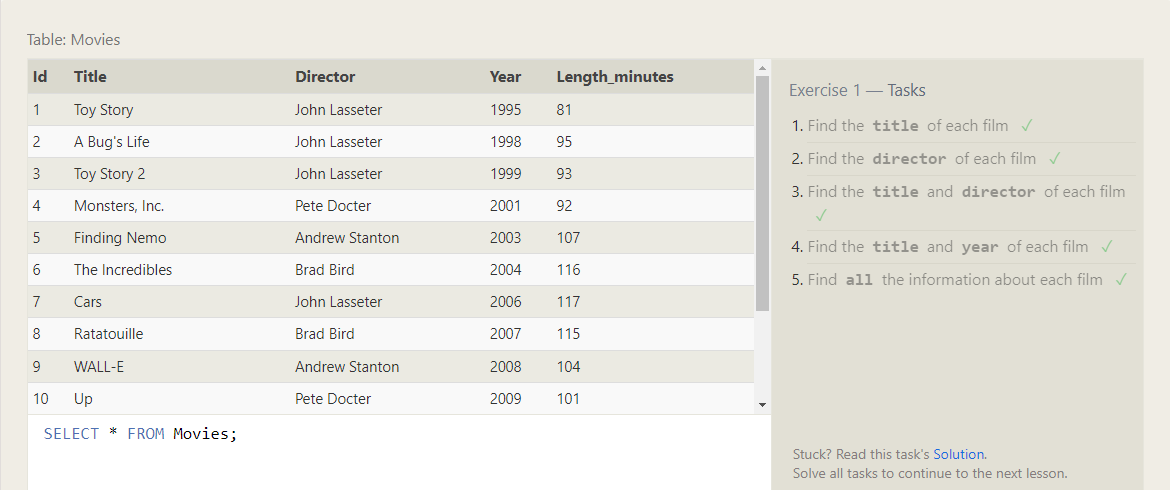 Table: Movies
Id Title Director Year Length_minutes
1 Toy Story John Lasseter 1995 81
2 A Bug's Life John Lasseter 1998 95
3 Toy Story 2 John Lasseter 1999 93
4 Monsters, Inc. Pete Docter 2001 92
5 Finding Nemo Andrew Stanton 2003 107
6 The Incredibles Brad Bird 2004 116
7 Cars John Lasseter 2006 117
8 Ratatouille Brad Bird 2007 115
9 WALL-E Andrew Stanton 2008 104
10 Up Pete Docter 2009 101
SELECT * FROM Movies;
Exercise 1 — Tasks
1. Find the title of each film ✓
2. Find the director of each film ✓
3. Find the title and director of each film
✓
4. Find the title and year of each film ✓
5. Find all the information about each film ✓
Stuck? Read this task's Solution.
Solve all tasks to continue to the next lesson.